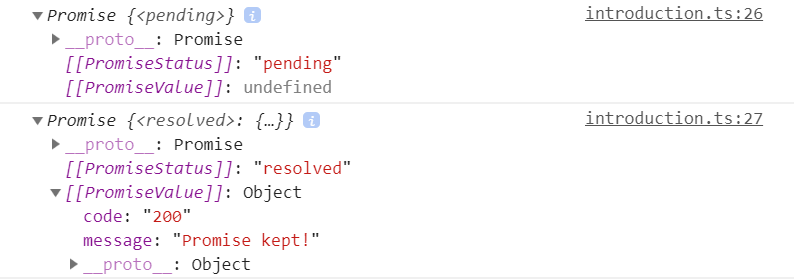 Promise {<pending>} i introduction.ts:26
__proto__: Promise
[[PromiseStatus]]: "pending"
[[PromiseValue]]: undefined
Promise {<resolved>: {…}} i introduction.ts:27
__proto__: Promise
[[PromiseStatus]]: "resolved"
[[PromiseValue]]: Object
code: "200"
message: "Promise kept!"
__proto__: Object